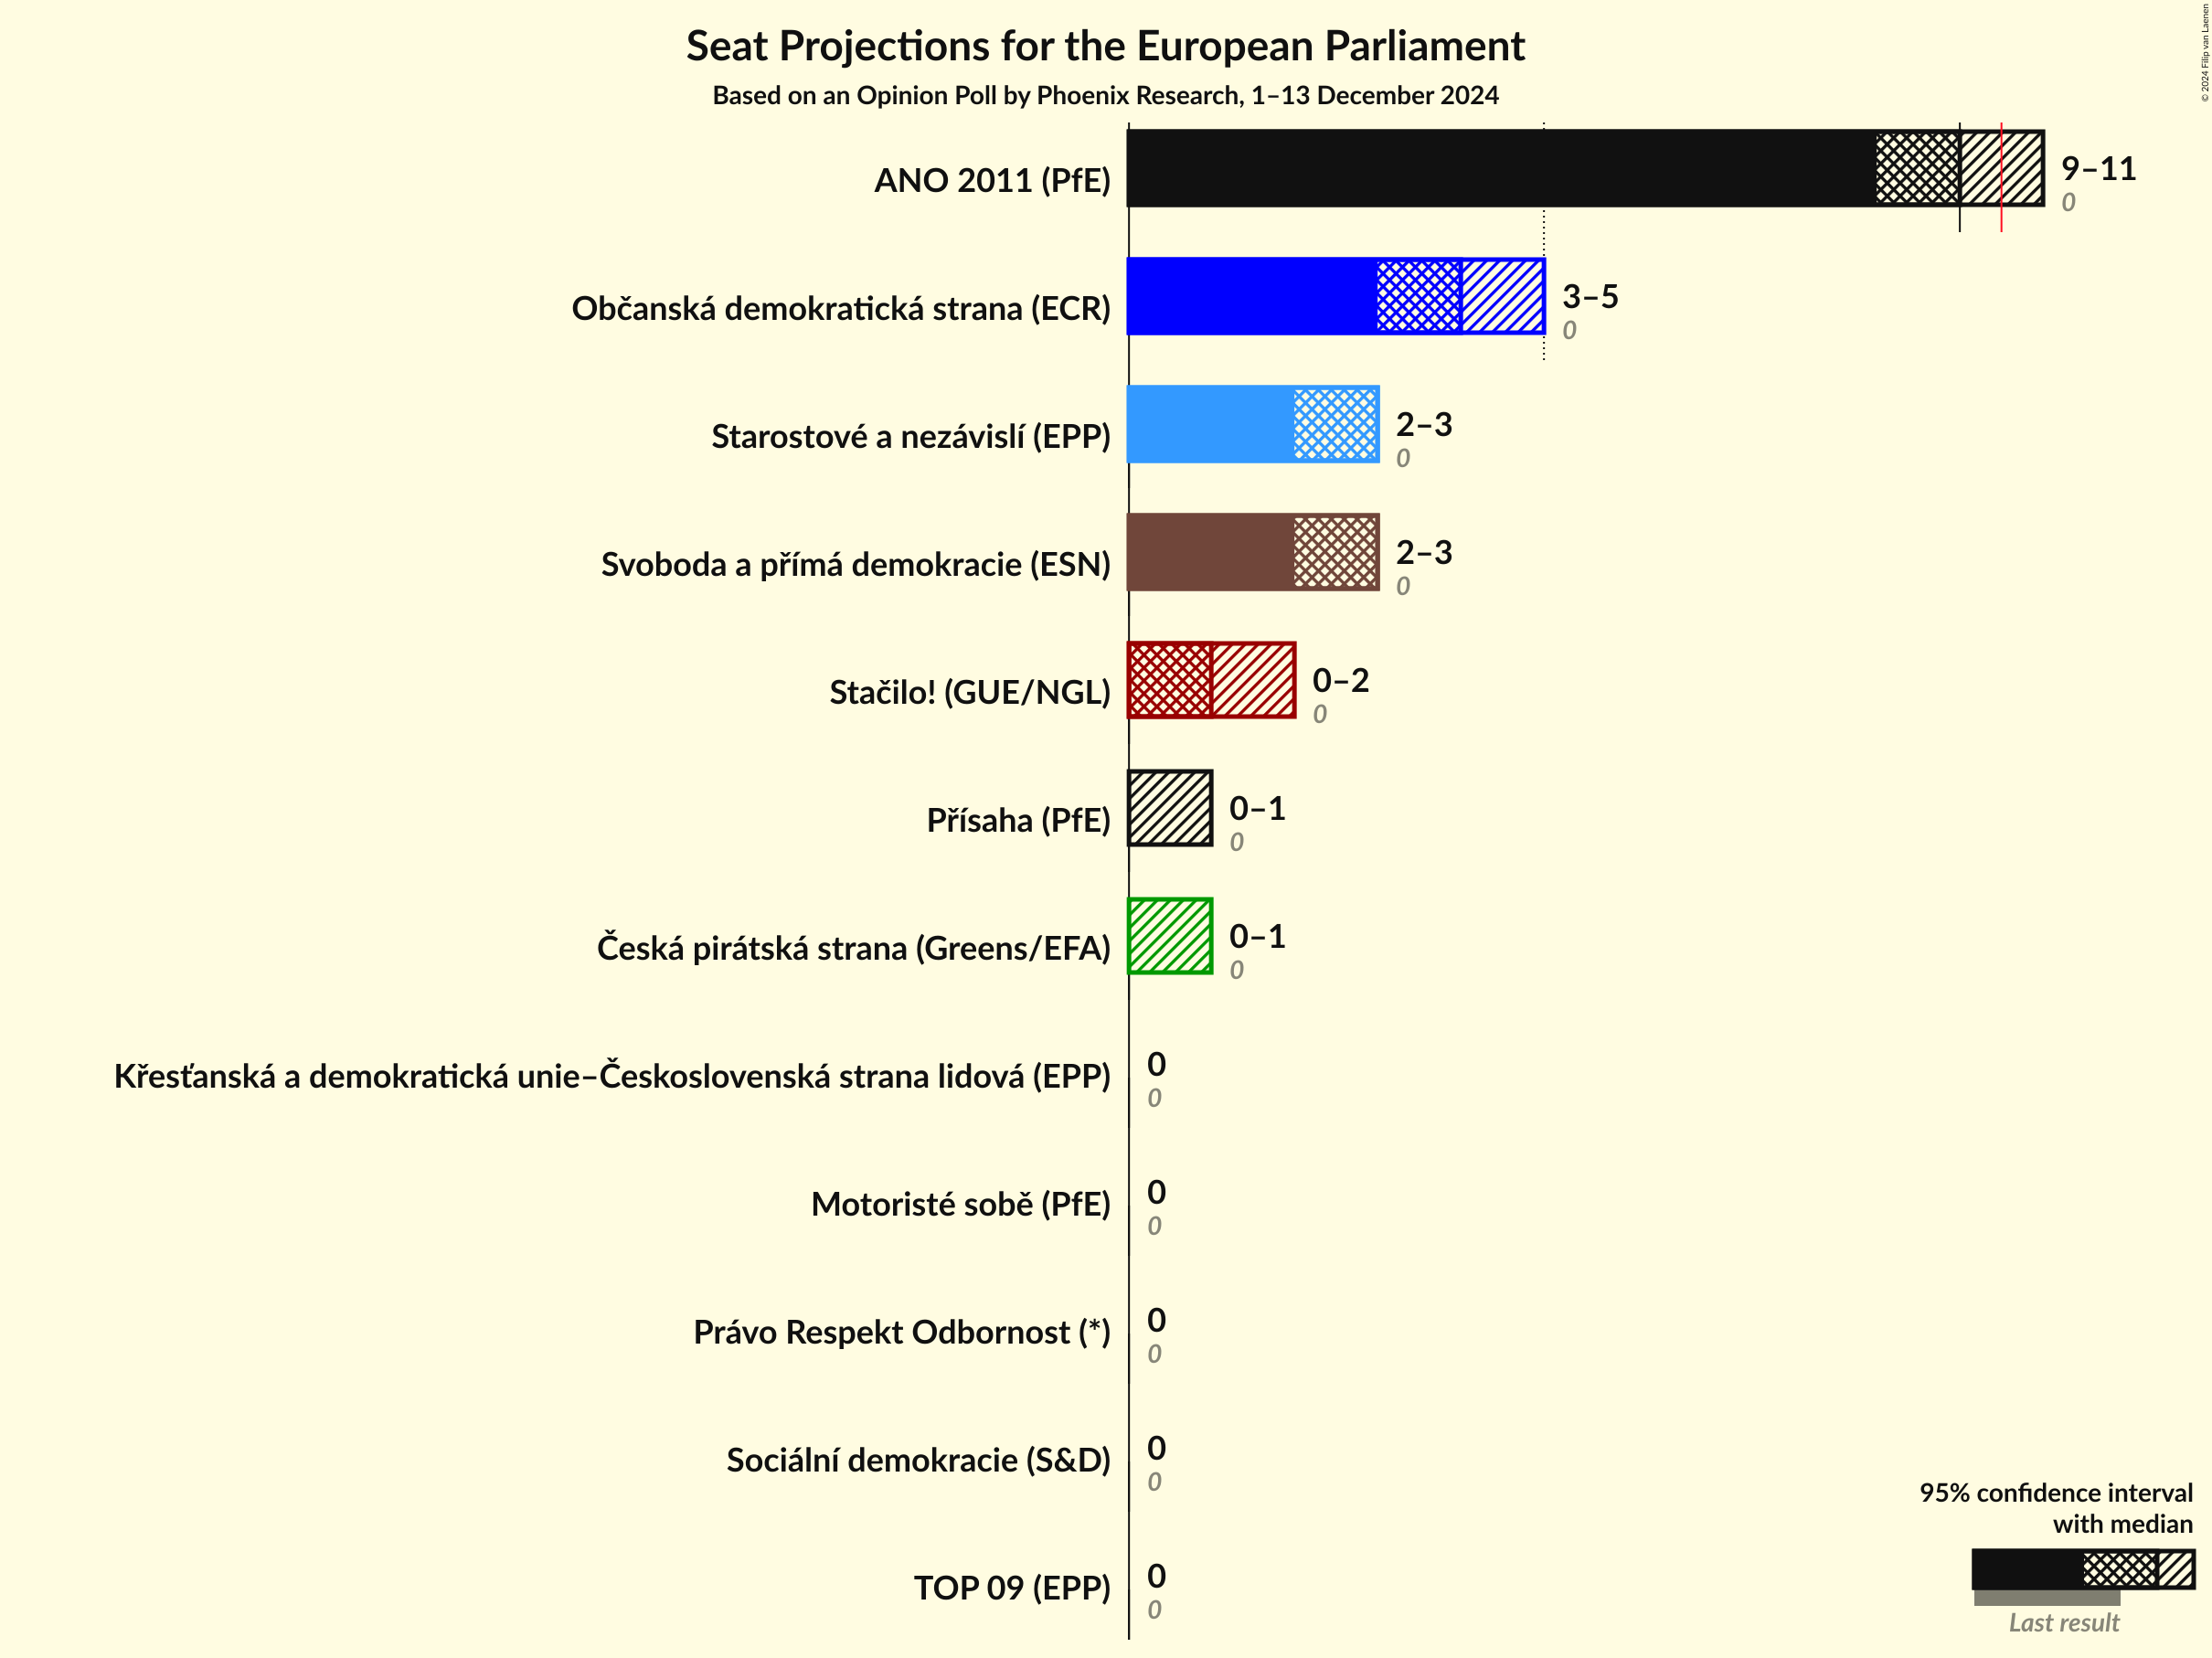 Seat Projections for the European Parliament
Based on an Opinion Poll by Phoenix Research, 1–13 December 2024
© 2024 Filip van Laenen
ANO 2011 (PfE)
9–11
0
Občanská demokratická strana (ECR)
3–5
0
Starostové a nezávislí (EPP)
2–3
0
Svoboda a přímá demokracie (ESN)
2–3
0
Stačilo! (GUE/NGL)
0–2
0
Přísaha (PfE)
0–1
0
Česká pirátská strana (Greens/EFA)
0–1
0
Křesťanská a demokratická unie–Československá strana lidová (EPP)
0
0
Motoristé sobě (PfE)
0
0
Právo Respekt Odbornost (*)
0
0
Sociální demokracie (S&D)
0
0
TOP 09 (EPP)
0
0
95% confidence interval
with median
Last result